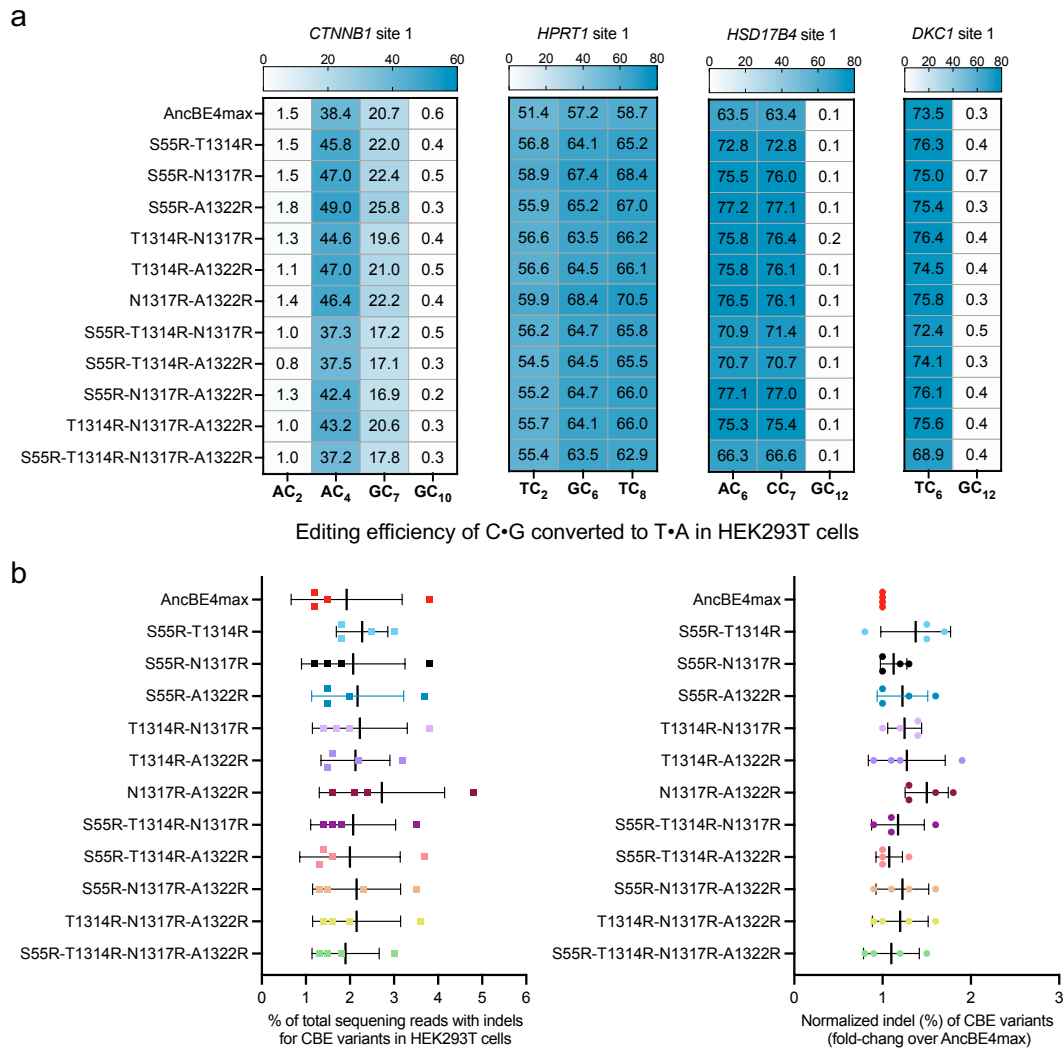 a
CTNNB1 site 1
HPRT1 site 1
HSD17B4 site 1
DKC1 site 1
0 20 40 60
0 20 40 60 80
0 20 40 60 80
0 20 40 60 80
AncBE4max 1.5 38.4 20.7 0.6 51.4 57.2 58.7 63.5 63.4 0.1 73.5 0.3
S55R-T1314R 1.5 45.8 22.0 0.4 56.8 64.1 65.2 72.8 72.8 0.1 76.3 0.4
S55R-N1317R 1.5 47.0 22.4 0.5 58.9 67.4 68.4 75.5 76.0 0.1 75.0 0.7
S55R-A1322R 1.8 49.0 25.8 0.3 55.9 65.2 67.0 77.2 77.1 0.1 75.4 0.3
T1314R-N1317R 1.3 44.6 19.6 0.4 56.6 63.5 66.2 75.8 76.4 0.2 76.4 0.4
T1314R-A1322R 1.1 47.0 21.0 0.5 56.6 64.5 66.1 75.8 76.1 0.1 74.5 0.4
N1317R-A1322R 1.4 46.4 22.2 0.4 59.9 68.4 70.5 76.5 76.1 0.1 75.8 0.3
S55R-T1314R-N1317R 1.0 37.3 17.2 0.5 56.2 64.7 65.8 70.9 71.4 0.1 72.4 0.5
S55R-T1314R-A1322R 0.8 37.5 17.1 0.3 54.5 64.5 65.5 70.7 70.7 0.1 74.1 0.3
S55R-N1317R-A1322R 1.3 42.4 16.9 0.2 55.2 64.7 66.0 77.1 77.0 0.1 76.1 0.4
T1314R-N1317R-A1322R 1.0 43.2 20.6 0.3 55.7 64.1 66.0 75.3 75.4 0.1 75.6 0.4
S55R-T1314R-N1317R-A1322R 1.0 37.2 17.8 0.3 55.4 63.5 62.9 66.3 66.6 0.1 68.9 0.4
AC2 AC4 GC7 GC10 TC2 GC6 TC8 AC6 CC7 GC12 TC6 GC12
Editing efficiency of C•G converted to T•A in HEK293T cells
b
AncBE4max
S55R-T1314R
S55R-N1317R
S55R-A1322R
T1314R-N1317R
T1314R-A1322R
N1317R-A1322R
S55R-T1314R-N1317R
S55R-T1314R-A1322R
S55R-N1317R-A1322R
T1314R-N1317R-A1322R
S55R-T1314R-N1317R-A1322R
0 1 2 3 4 5 6
% of total sequencing reads with indels
for CBE variants in HEK293T cells
AncBE4max
S55R-T1314R
S55R-N1317R
S55R-A1322R
T1314R-N1317R
T1314R-A1322R
N1317R-A1322R
S55R-T1314R-N1317R
S55R-T1314R-A1322R
S55R-N1317R-A1322R
T1314R-N1317R-A1322R
S55R-T1314R-N1317R-A1322R
0 1 2 3
Normalized indel (%) of CBE variants
(fold-chang over AncBE4max)